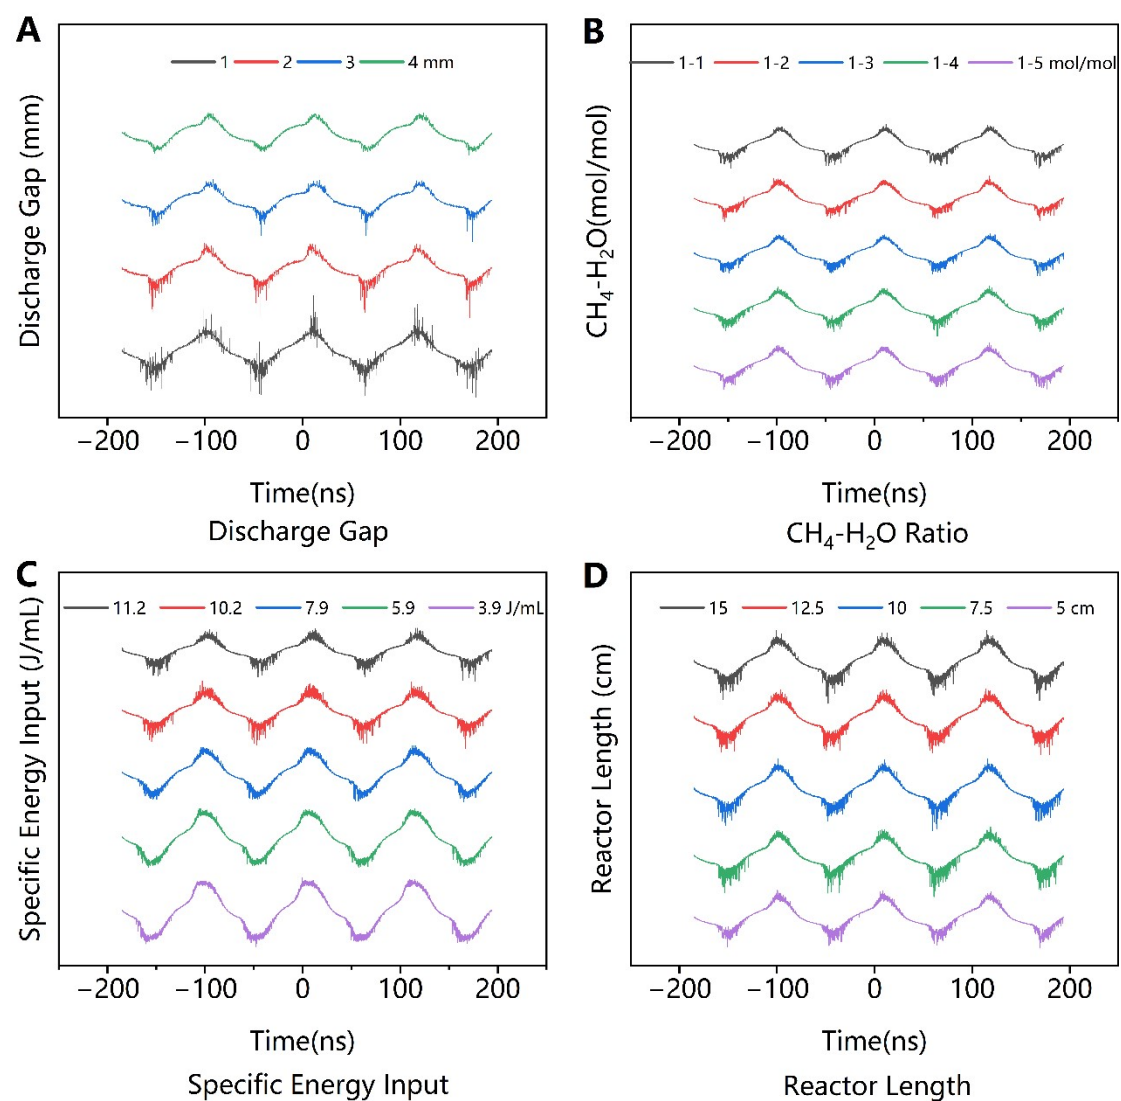 A
1 2 3 4 mm
Discharge Gap (mm)
−200 −100 0 100 200
Time(ns)
Discharge Gap
B
1-1 1-2 1-3 1-4 1-5 mol/mol
CH₄-H₂O(mol/mol)
−200 −100 0 100 200
Time(ns)
CH₄-H₂O Ratio
C
11.2 10.2 7.9 5.9 3.9 J/mL
Specific Energy Input (J/mL)
−200 −100 0 100 200
Time(ns)
Specific Energy Input
D
15 12.5 10 7.5 5 cm
Reactor Length (cm)
−200 −100 0 100 200
Time(ns)
Reactor Length